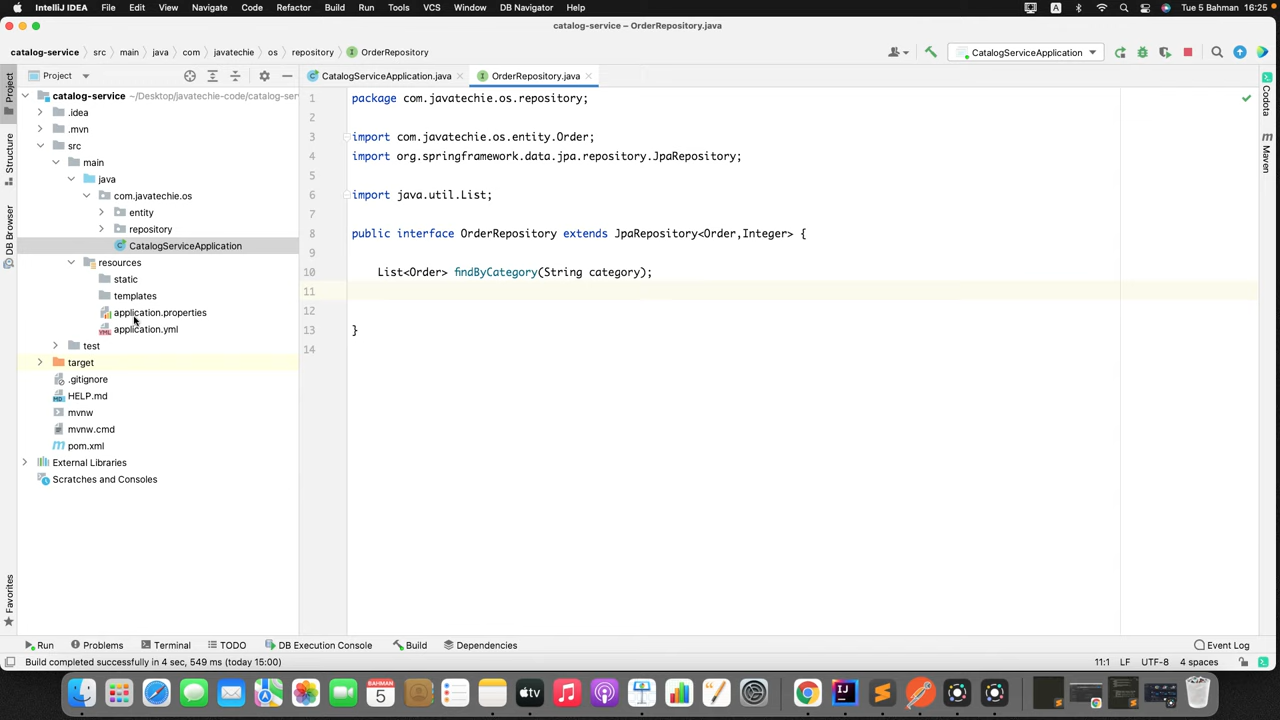 IntelliJ IDEA File Edit View Navigate Code Refactor Build Run Tools VCS Window DB Navigator Help A Tue 5 Bahman 16:25
catalog-service – OrderRepository.java
catalog-service src main java com javatechie os repository OrderRepository CatalogServiceApplication
Project CatalogServiceApplication.java OrderRepository.java
Project
Structure
DB Browser
Favorites
Codota
Maven
catalog-service ~/Desktop/javatechie-code/catalog-ser
.idea
.mvn
src
main
java
com.javatechie.os
entity
repository
CatalogServiceApplication
resources
static
templates
application.properties
application.yml
test
target
.gitignore
HELP.md
mvnw
mvnw.cmd
pom.xml
External Libraries
Scratches and Consoles
1 package com.javatechie.os.repository;
2
3 import com.javatechie.os.entity.Order;
4 import org.springframework.data.jpa.repository.JpaRepository;
5
6 import java.util.List;
7
8 public interface OrderRepository extends JpaRepository<Order,Integer> {
9
10 List<Order> findByCategory(String category);
11
12
13 }
14
Run Problems Terminal TODO DB Execution Console Build Dependencies Event Log
Build completed successfully in 4 sec, 549 ms (today 15:00) 11:1 LF UTF-8 4 spaces
BAHMAN
5
tv
IJ